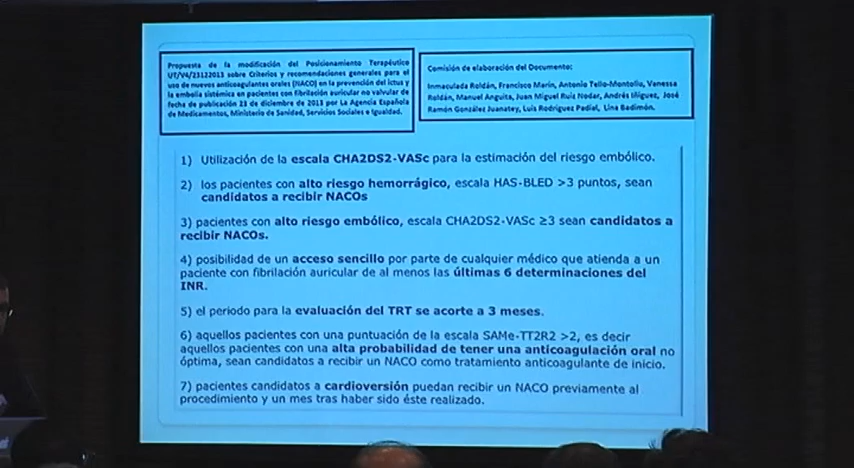 Propuesta de la modificación del Posicionamiento Terapéutico
UT/V4/23122013 sobre Criterios y recomendaciones generales para el
uso de nuevos anticoagulantes orales (NACO) en la prevención del ictus y
la embolia sistémica en pacientes con fibrilación auricular no valvular de
fecha de publicación 23 de diciembre de 2013 por La Agencia Española
de Medicamentos, Ministerio de Sanidad, Servicios Sociales e Igualdad.
Comisión de elaboración del Documento:
Inmaculada Roldán, Francisco Marín, Antonio Tello-Montoliu, Vanessa
Roldán, Manuel Anguita, Juan Miguel Ruiz Nodar, Andrés Iñiguez, José
Ramón González Juanatey, Luis Rodríguez Padial, Lina Badimón.
1) Utilización de la escala CHA2DS2-VASc para la estimación del riesgo embólico.
2) los pacientes con alto riesgo hemorrágico, escala HAS-BLED >3 puntos, sean
candidatos a recibir NACOs
3) pacientes con alto riesgo embólico, escala CHA2DS2-VASc ≥3 sean candidatos a
recibir NACOs.
4) posibilidad de un acceso sencillo por parte de cualquier médico que atienda a un
paciente con fibrilación auricular de al menos las últimas 6 determinaciones del
INR.
5) el periodo para la evaluación del TRT se acorte a 3 meses.
6) aquellos pacientes con una puntuación de la escala SAMe-TT2R2 >2, es decir
aquellos pacientes con una alta probabilidad de tener una anticoagulación oral no
óptima, sean candidatos a recibir un NACO como tratamiento anticoagulante de inicio.
7) pacientes candidatos a cardioversión puedan recibir un NACO previamente al
procedimiento y un mes tras haber sido éste realizado.